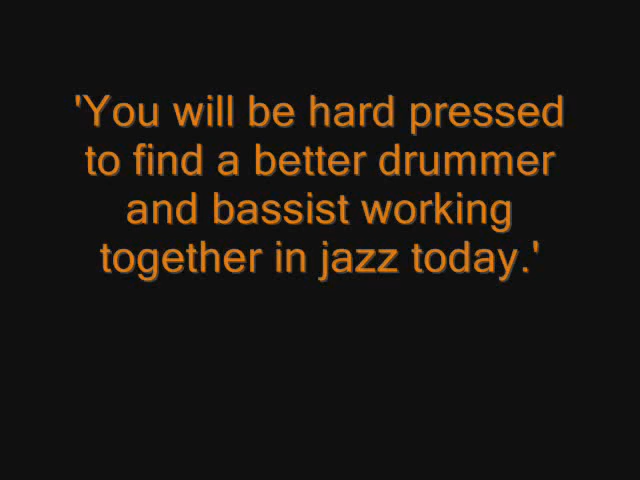 'You will be hard pressed
to find a better drummer
and bassist working
together in jazz today.'